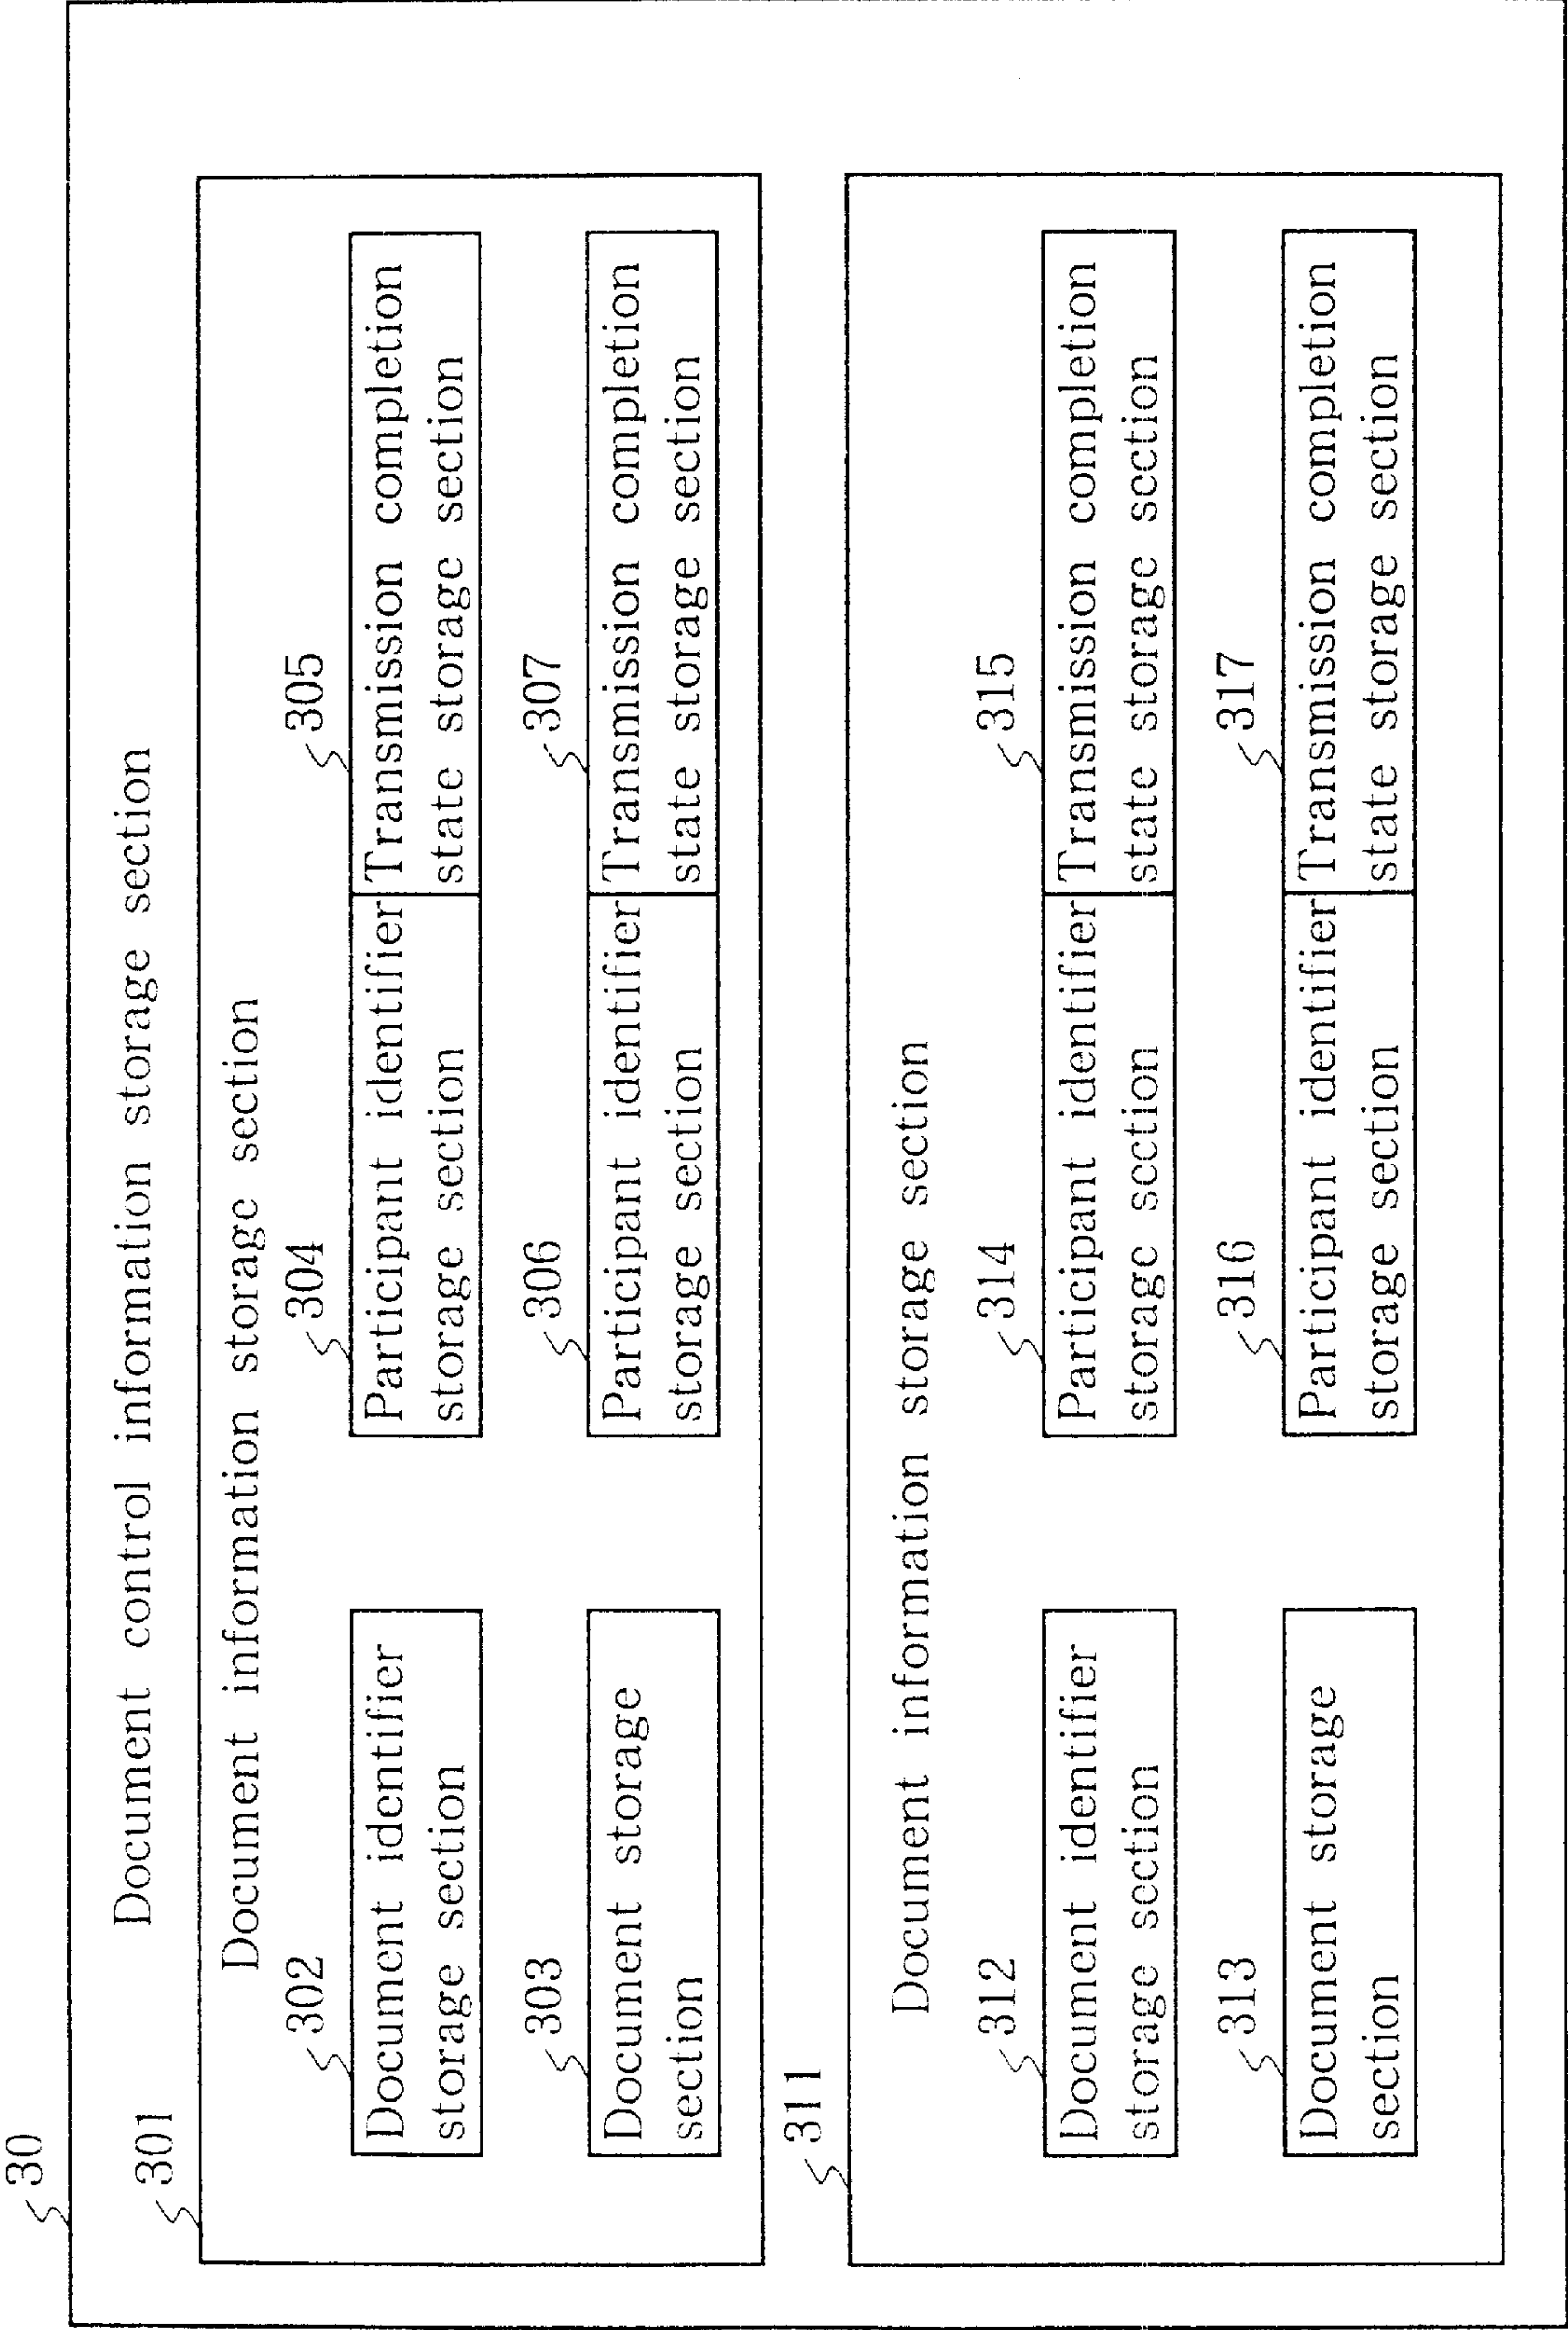 30
Document control information storage section
301
Document information storage section
302
304
305
Document identifier
storage section
Participant identifier
storage section
Transmission completion
state storage section
303
306
307
Document storage
section
Participant identifier
storage section
Transmission completion
state storage section
311
Document information storage section
312
314
315
Document identifier
storage section
Participant identifier
storage section
Transmission completion
state storage section
313
316
317
Document storage
section
Participant identifier
storage section
Transmission completion
state storage section